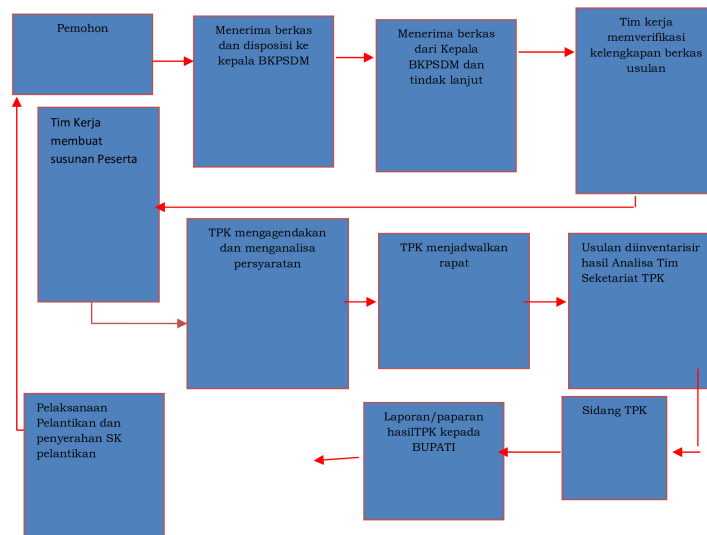 Pemohon
Menerima berkas
dan disposisi ke
kepala BKPSDM
Menerima berkas
dari Kepala
BKPSDM dan
tindak lanjut
Tim kerja
memverifikasi
kelengkapan berkas
usulan
Tim Kerja
membuat
susunan Peserta
TPK mengagendakan
dan menganalisa
persyaratan
TPK menjadwalkan
rapat
Usulan diinventarisir
hasil Analisa Tim
Seketariat TPK
Sidang TPK
Laporan/paparan
hasilTPK kepada
BUPATI
Pelaksanaan
Pelantikan dan
penyerahan SK
pelantikan